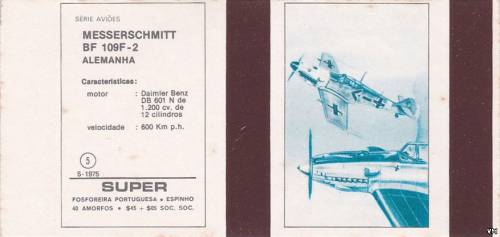 SÉRIE AVIÕES
MESSERSCHMITT
BF 109F-2
ALEMANHA
Características:
motor : Daimler Benz
DB 601 N de
1.200 cv. de
12 cilindros
velocidade : 600 Km p.h.
5
S-1975
SUPER
FOSFOREIRA PORTUGUESA • ESPINHO
40 AMORFOS • $45 + $05 SOC. SOC.